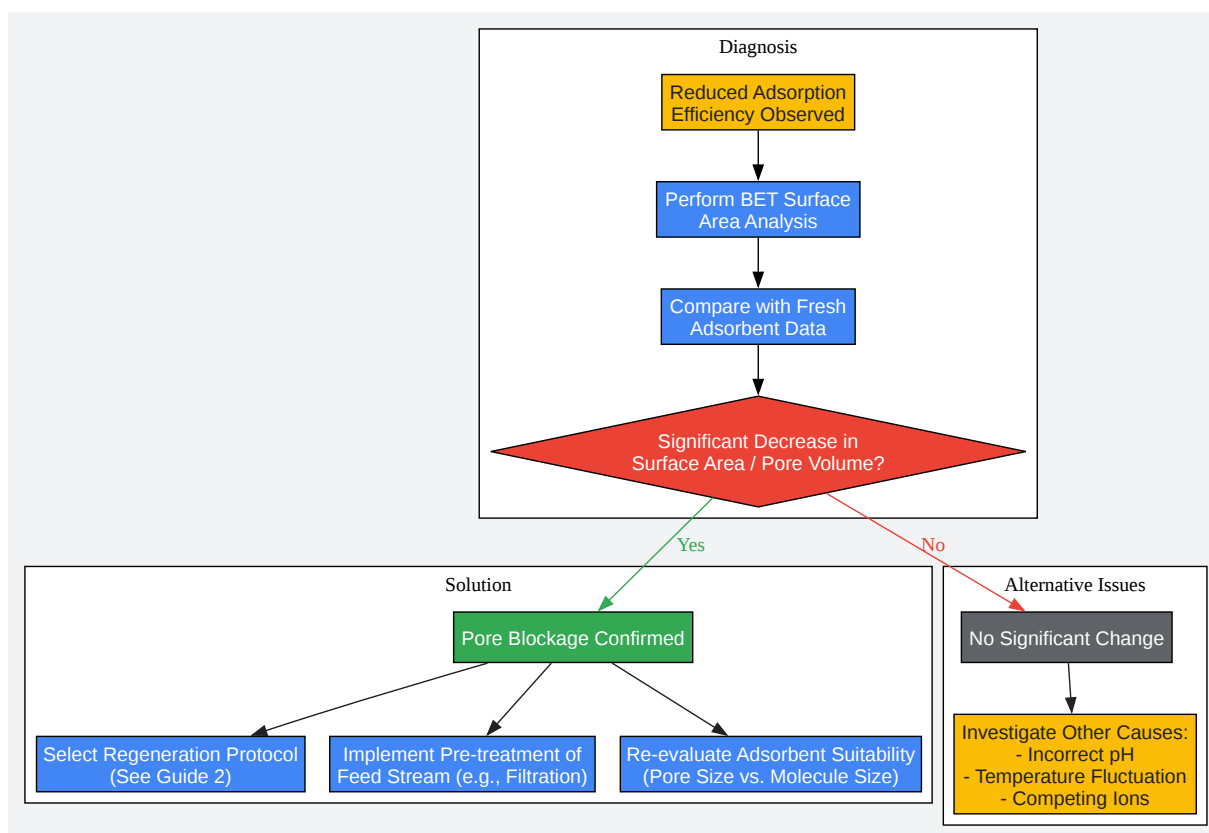 Diagnosis
Reduced Adsorption
Efficiency Observed
Perform BET Surface
Area Analysis
Compare with Fresh
Adsorbent Data
Significant Decrease in
Surface Area / Pore Volume?
Yes
No
Solution
Pore Blockage Confirmed
Select Regeneration Protocol
(See Guide 2)
Implement Pre-treatment of
Feed Stream (e.g., Filtration)
Re-evaluate Adsorbent Suitability
(Pore Size vs. Molecule Size)
Alternative Issues
No Significant Change
Investigate Other Causes:
- Incorrect pH
- Temperature Fluctuation
- Competing Ions